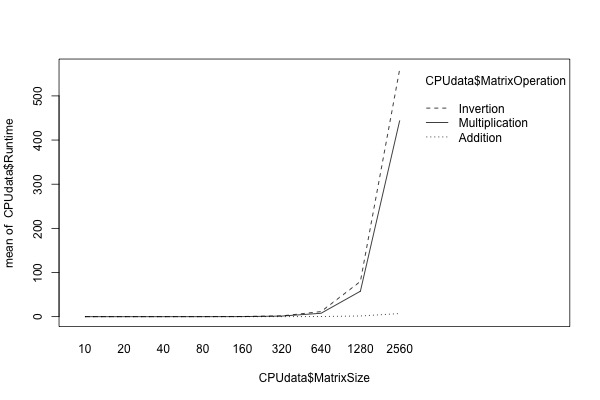 CPUdata$MatrixOperation
Invertion
Multiplication
Addition
mean of CPUdata$Runtime
500
400
300
200
100
0
10 20 40 80 160 320 640 1280 2560
CPUdata$MatrixSize